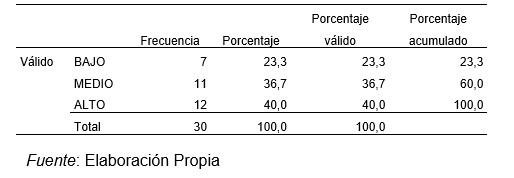 Porcentaje Porcentaje
Frecuencia Porcentaje válido acumulado
Válido BAJO 7 23,3 23,3 23,3
MEDIO 11 36,7 36,7 60,0
ALTO 12 40,0 40,0 100,0
Total 30 100,0 100,0
Fuente: Elaboración Propia